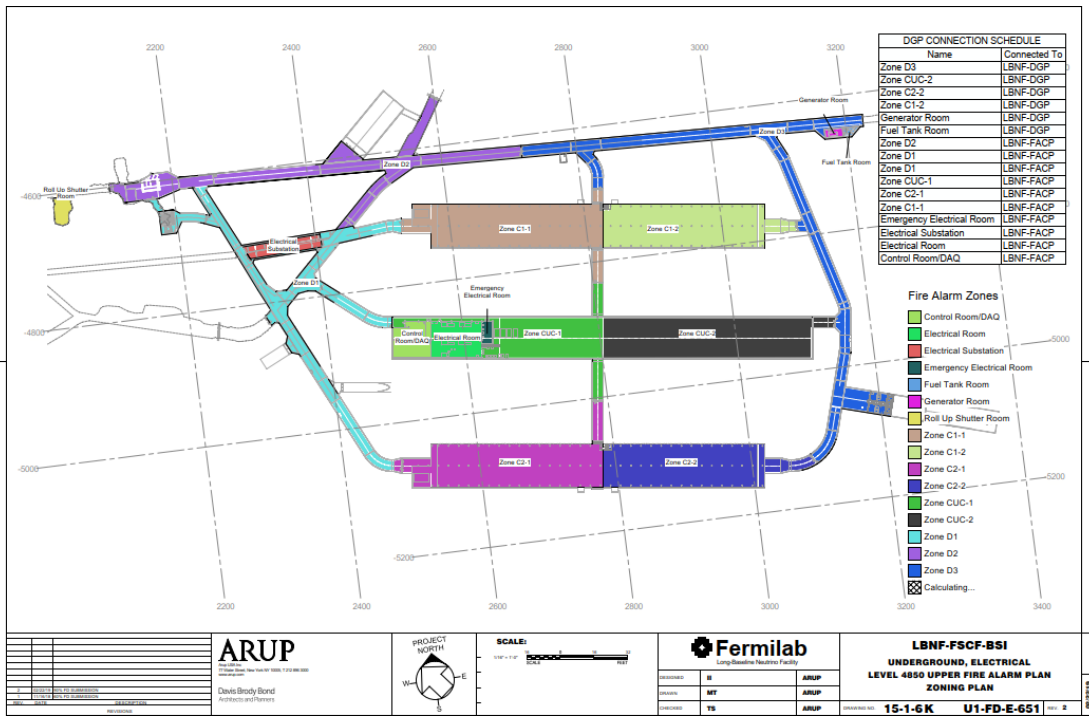 2200
2400
2600
2800
3000
3200
DGP CONNECTION SCHEDULE
Name Connected To
Zone D3 LBNF-DGP
Zone CUC-2 LBNF-DGP
Zone C2-2 LBNF-DGP
Zone C1-2 LBNF-DGP
Generator Room LBNF-DGP
Fuel Tank Room LBNF-DGP
Zone D2 LBNF-FACP
Zone D1 LBNF-FACP
Zone D1 LBNF-FACP
Zone CUC-1 LBNF-FACP
Zone C2-1 LBNF-FACP
Zone C1-1 LBNF-FACP
Emergency Electrical Room LBNF-FACP
Electrical Substation LBNF-FACP
Electrical Room LBNF-FACP
Control Room/DAQ LBNF-FACP
Generator Room
Zone D3
Fuel Tank Room
Zone D2
Roll Up Shutter
Room
-4600
Zone C1-1
Zone C1-2
Electrical
Substation
Zone D1
Emergency
Electrical Room
-4800
Control
Room/DAQ
Electrical Room
Zone CUC-1
Zone CUC-2
-5000
-5000
Zone C2-1
Zone C2-2
-5200
-5200
Fire Alarm Zones
Control Room/DAQ
Electrical Room
Electrical Substation
Emergency Electrical Room
Fuel Tank Room
Generator Room
Roll Up Shutter Room
Zone C1-1
Zone C1-2
Zone C2-1
Zone C2-2
Zone CUC-1
Zone CUC-2
Zone D1
Zone D2
Zone D3
Calculating...
2200
2400
2600
2800
3000
3200
3400
ARUP
Davis Brody Bond
Architects and Planners
PROJECT
NORTH
W
E
S
SCALE:
SCALE FEET
Fermilab
Long-Baseline Neutrino Facility
DESIGNED II ARUP
DRAWN MT ARUP
CHECKED TS ARUP
LBNF-FSCF-BSI
UNDERGROUND, ELECTRICAL
LEVEL 4850 UPPER FIRE ALARM PLAN
ZONING PLAN
DRAWING NO. 15-1-6K U1-FD-E-651 REV. 2
REV DATE DESCRIPTION
REVISIONS